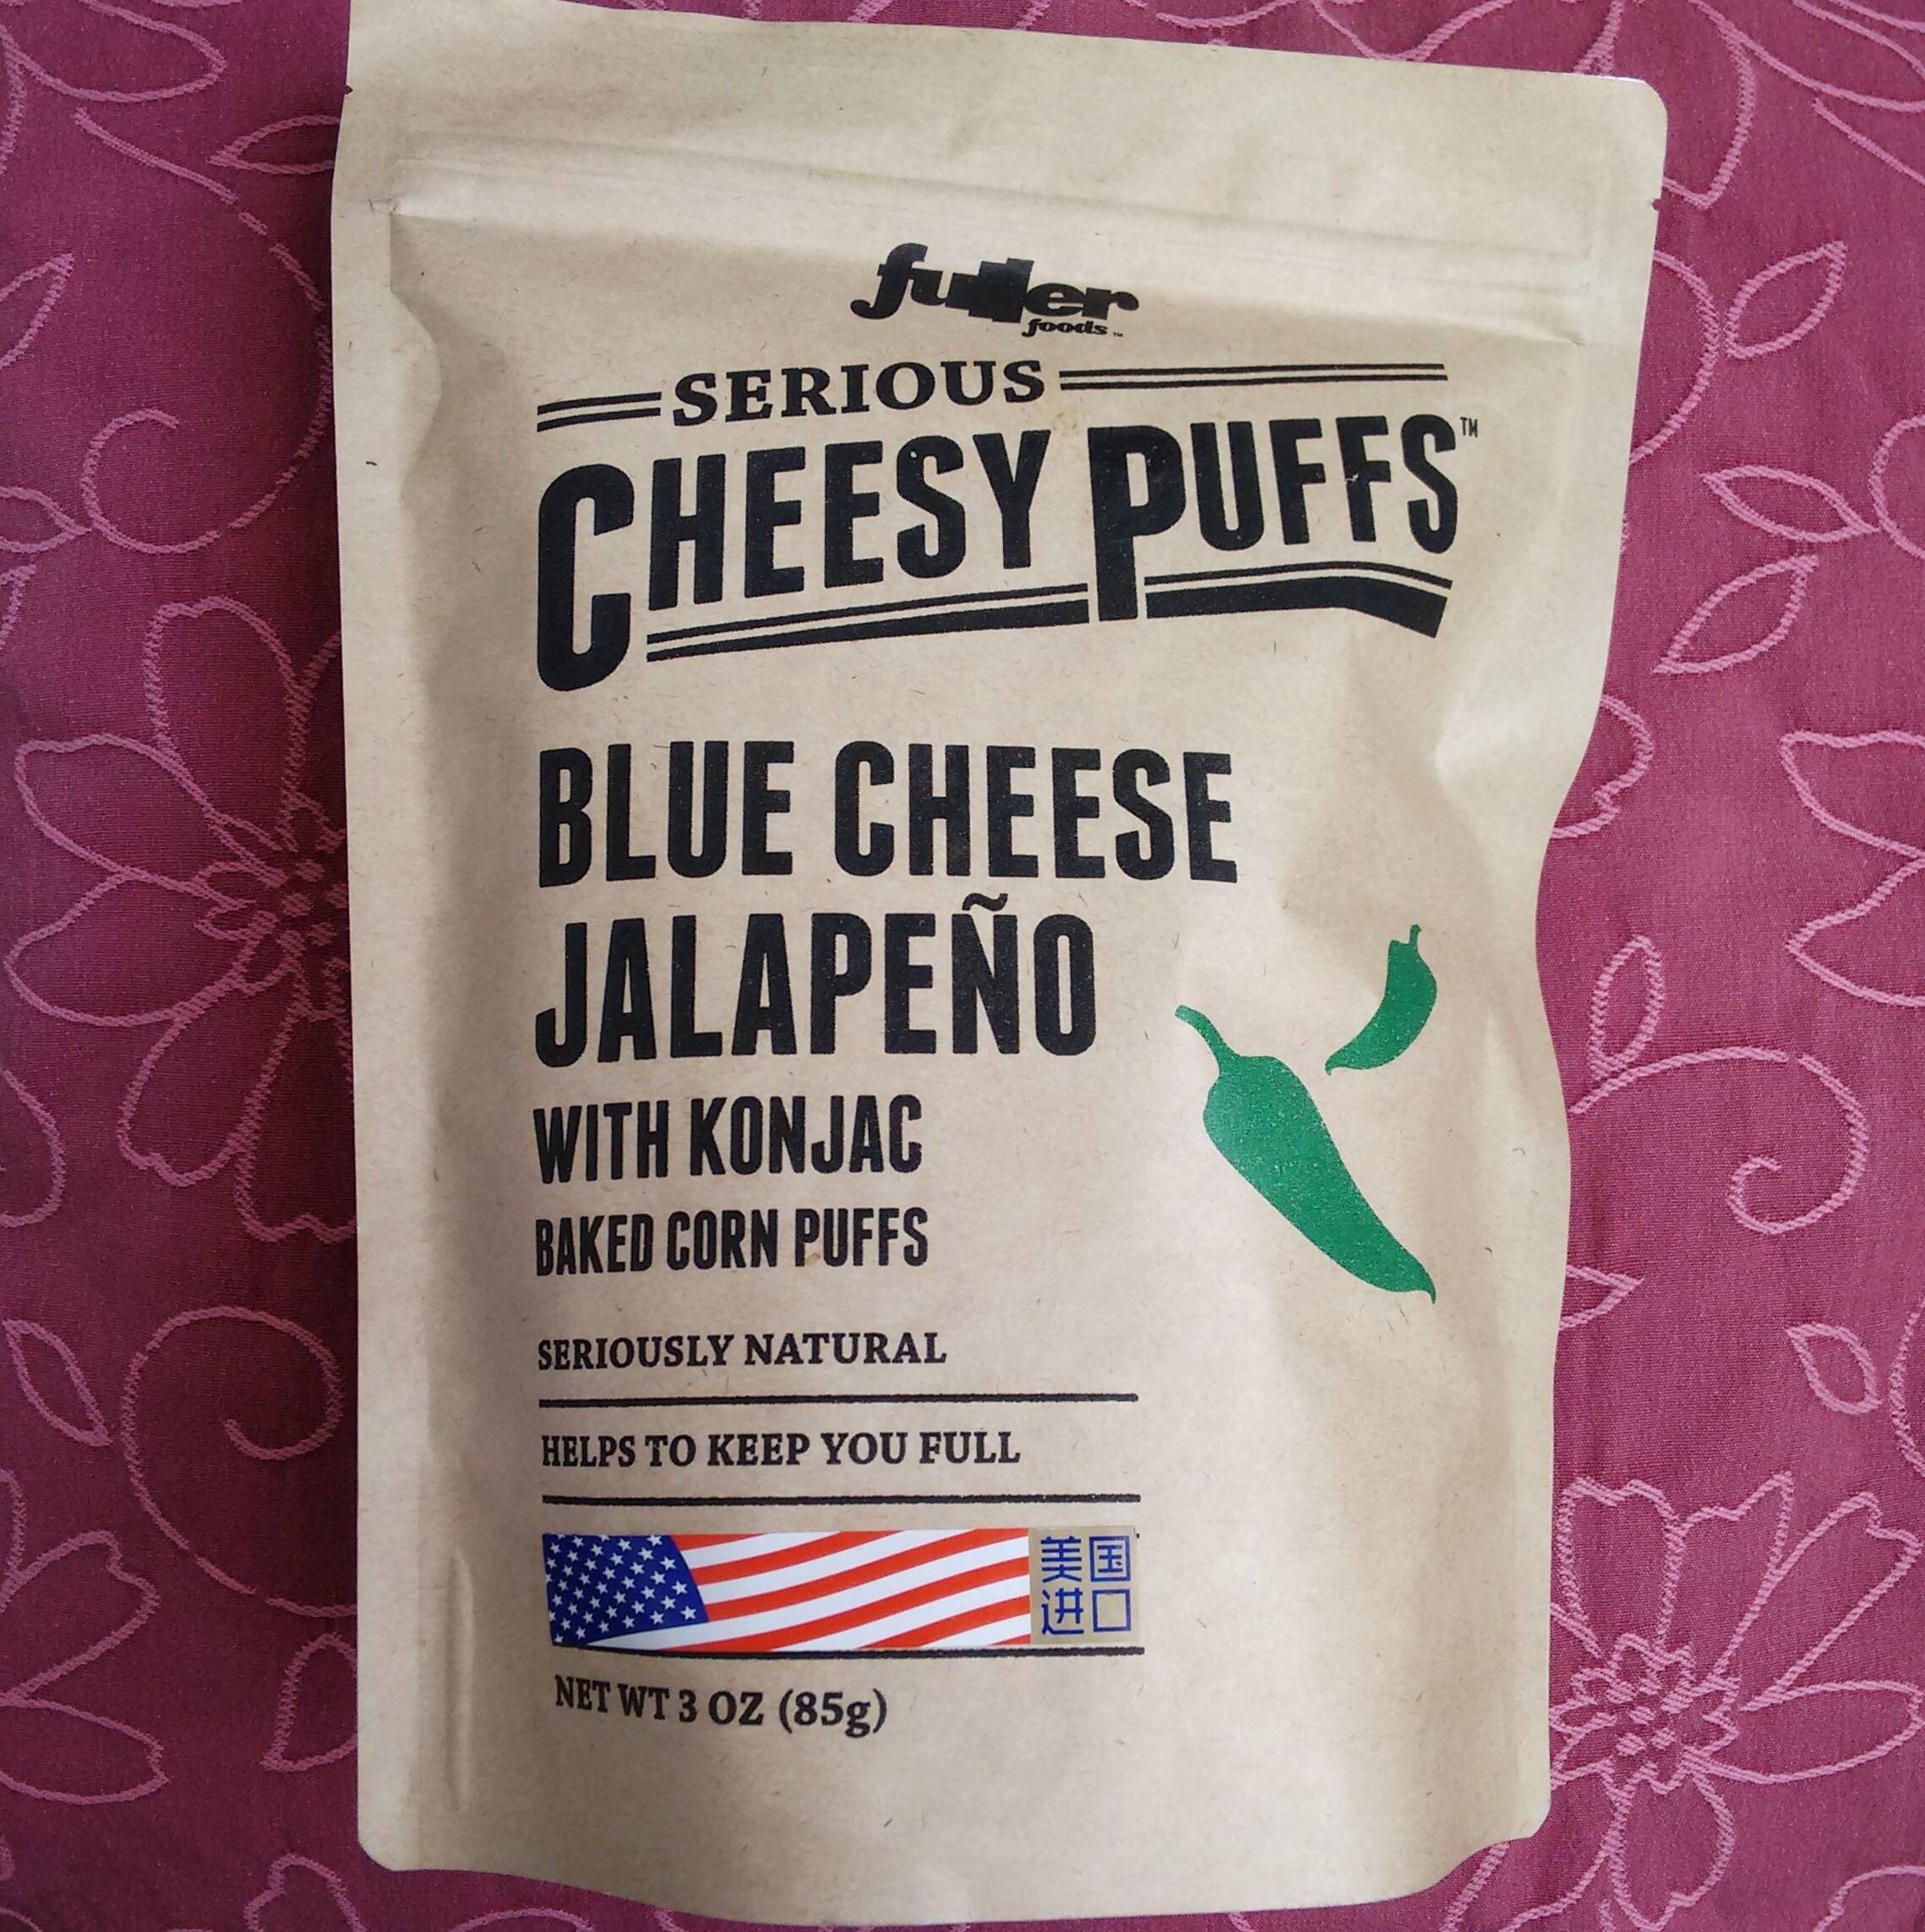 fuller
foods™
SERIOUS
CHEESY PUFFS™
BLUE CHEESE
JALAPEÑO
WITH KONJAC
BAKED CORN PUFFS
SERIOUSLY NATURAL
HELPS TO KEEP YOU FULL
美国
进口
NET WT 3 OZ (85g)